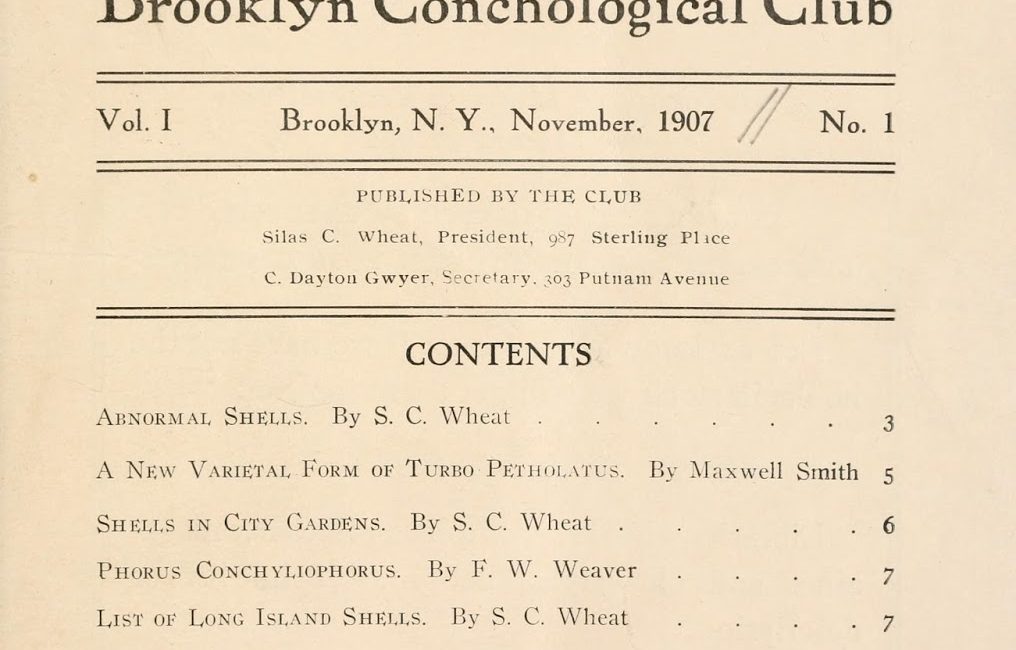 Brooklyn Conchological Club
Vol. I Brooklyn, N. Y., November, 1907 No. 1
PUBLISHED BY THE CLUB
Silas C. Wheat, President, 987 Sterling Place
C. Dayton Gwyer, Secretary, 303 Putnam Avenue
CONTENTS
ABNORMAL SHELLS. By S. C. Wheat . . . . . . 3
A NEW VARIETAL FORM OF TURBO PETHOLATUS. By Maxwell Smith 5
SHELLS IN CITY GARDENS. By S. C. Wheat . . . . . 6
PHORUS CONCHYLIOPHORUS. By F. W. Weaver . . . . 7
LIST OF LONG ISLAND SHELLS. By S. C. Wheat . . . . 7